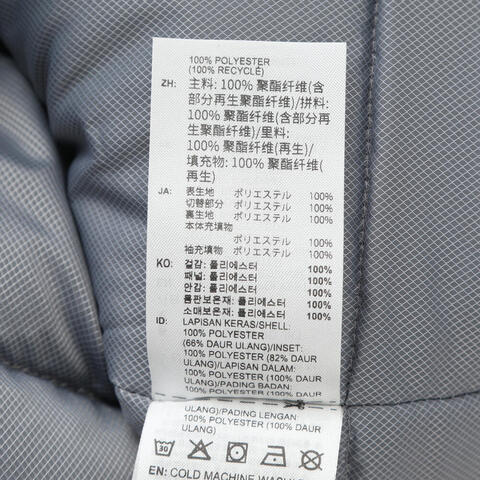 100% POLYESTER
(100% RECYCLE)
ZH: 主料: 100% 聚酯纤维(含
部分再生聚酯纤维)/拼料:
100% 聚酯纤维(含部分再
生聚酯纤维)/里料:
100% 聚酯纤维(再生)/
填充物: 100% 聚酯纤维(
再生)
JA: 表生地 ポリエステル 100%
切替部分 ポリエステル 100%
裏生地 ポリエステル 100%
本体充填物
ポリエステル 100%
袖充填物 ポリエステル 100%
KO: 겉감: 폴리에스터 100%
패널: 폴리에스터 100%
안감: 폴리에스터 100%
몸판보온재: 폴리에스터 100%
소매보온재: 폴리에스터 100%
ID: LAPISAN KERAS/SHELL:
100% POLYESTER
(66% DAUR ULANG)/INSET:
100% POLYESTER (82% DAUR
ULANG)/LAPISAN DALAM:
100% POLYESTER (100% DAUR
ULANG)/PADING BADAN:
100% POLYESTER (100% DAUR
ULANG)/PADING LENGAN:
100% POLYESTER (100% DAUR
ULANG)
30
EN: COLD MACHINE